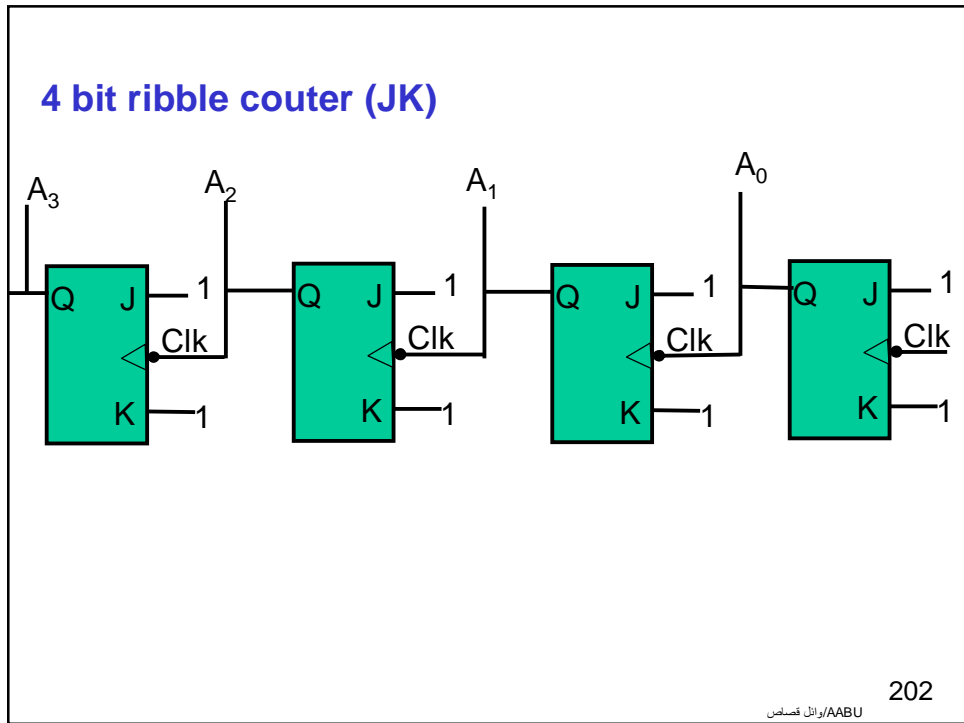 4 bit ribble couter (JK)
A₃ A₂ A₁ A₀
Q J 1 Q J 1 Q J 1 Q J 1
Clk Clk Clk Clk
K 1 K 1 K 1 K 1
202
وائل قصاص/AABU